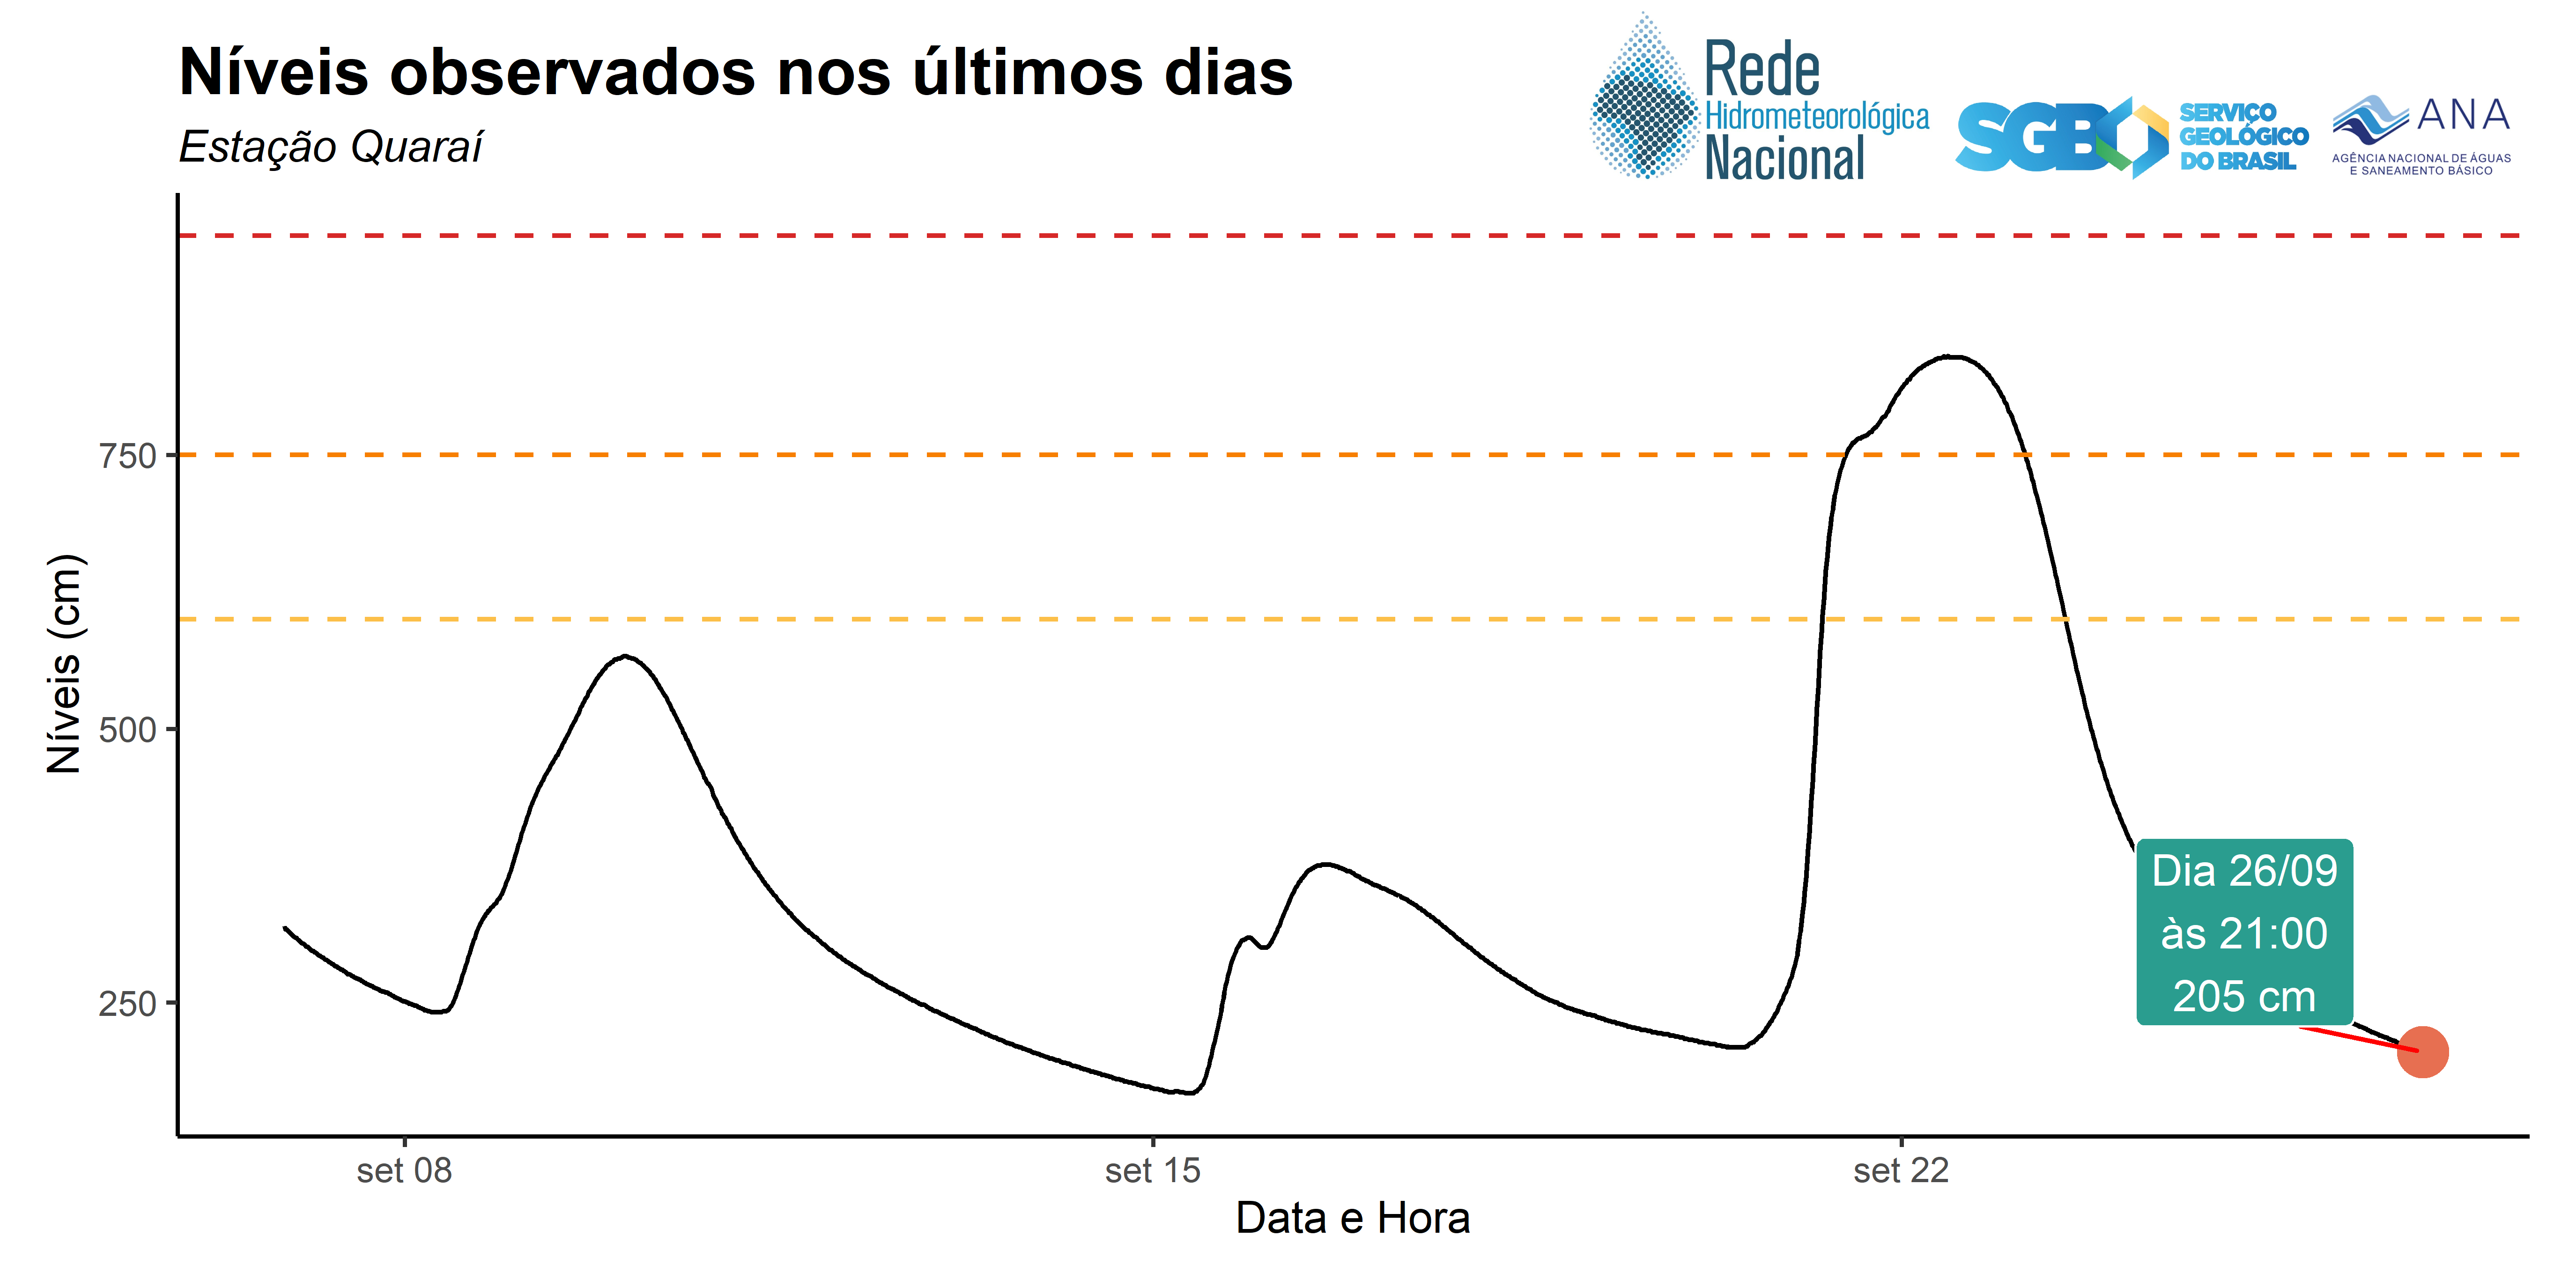 Níveis observados nos últimos dias
Estação Quaraí
Rede
Hidrometeorológica
Nacional
SGB
SERVIÇO
GEOLÓGICO
DO BRASIL
ANA
AGÊNCIA NACIONAL DE ÁGUAS
E SANEAMENTO BÁSICO
Níveis (cm)
750
500
250
Dia 26/09
às 21:00
205 cm
set 08
set 15
set 22
Data e Hora